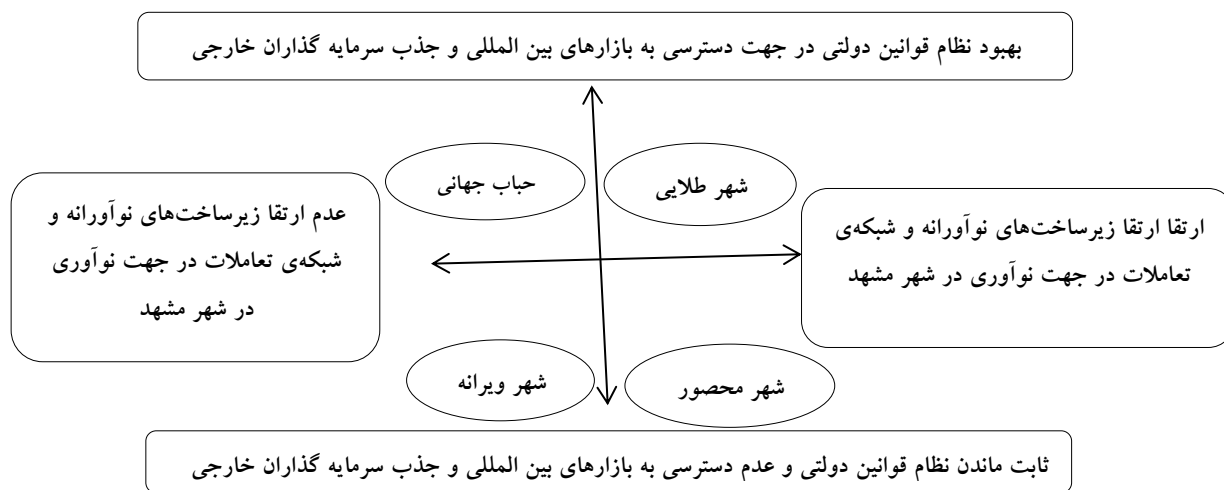 بهبود نظام قوانین دولتی در جهت دسترسی به بازارهای بین المللی و جذب سرمایه گذاران خارجی
شهر طلایی
حباب جهانی
ارتقا ارتقا زیرساخت‌های نوآورانه و شبکه‌ی
تعاملات در جهت نوآوری در شهر مشهد
عدم ارتقا زیرساخت‌های نوآورانه و
شبکه‌ی تعاملات در جهت نوآوری
در شهر مشهد
شهر محصور
شهر ویرانه
ثابت ماندن نظام قوانین دولتی و عدم دسترسی به بازارهای بین المللی و جذب سرمایه گذاران خارجی